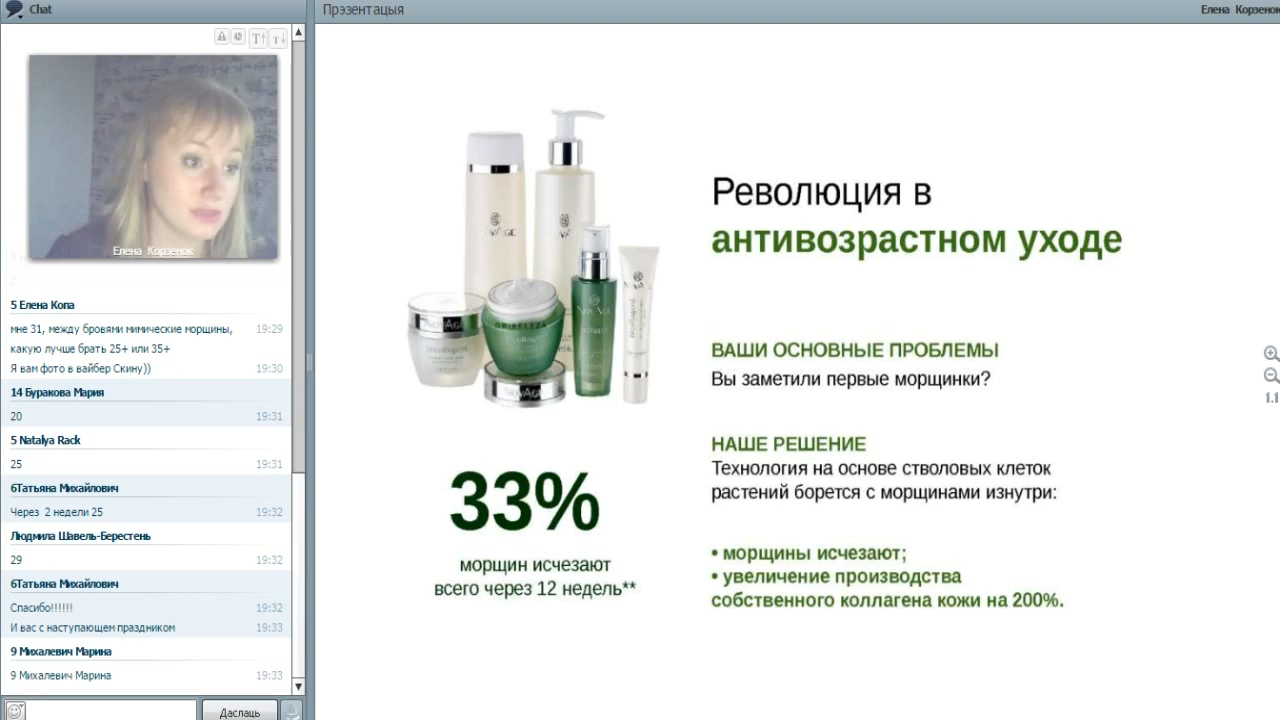 Chat
Елена Корзенок
5 Елена Копа
мне 31, между бровями мимические морщины, 19:29
какую лучше брать 25+ или 35+
Я вам фото в вайбер Скину)) 19:30
14 Буракова Мария
20 19:31
5 Natalya Rack
25 19:31
6Татьяна Михайлович
Через 2 недели 25 19:32
Людмила Шавель-Берестень
29 19:32
6Татьяна Михайлович
Спасибо!!!!!! 19:32
И вас с наступающем праздником 19:33
9 Михалевич Марина
9 Михалевич Марина 19:33
Даслаць
Прэзентацыя
Елена Корзенок
NOVAGE
ORIFLAME
Революция в
антивозрастном уходе
ВАШИ ОСНОВНЫЕ ПРОБЛЕМЫ
Вы заметили первые морщинки?
НАШЕ РЕШЕНИЕ
Технология на основе стволовых клеток
растений борется с морщинами изнутри:
• морщины исчезают;
• увеличение производства
собственного коллагена кожи на 200%.
33%
морщин исчезают
всего через 12 недель**
1.1